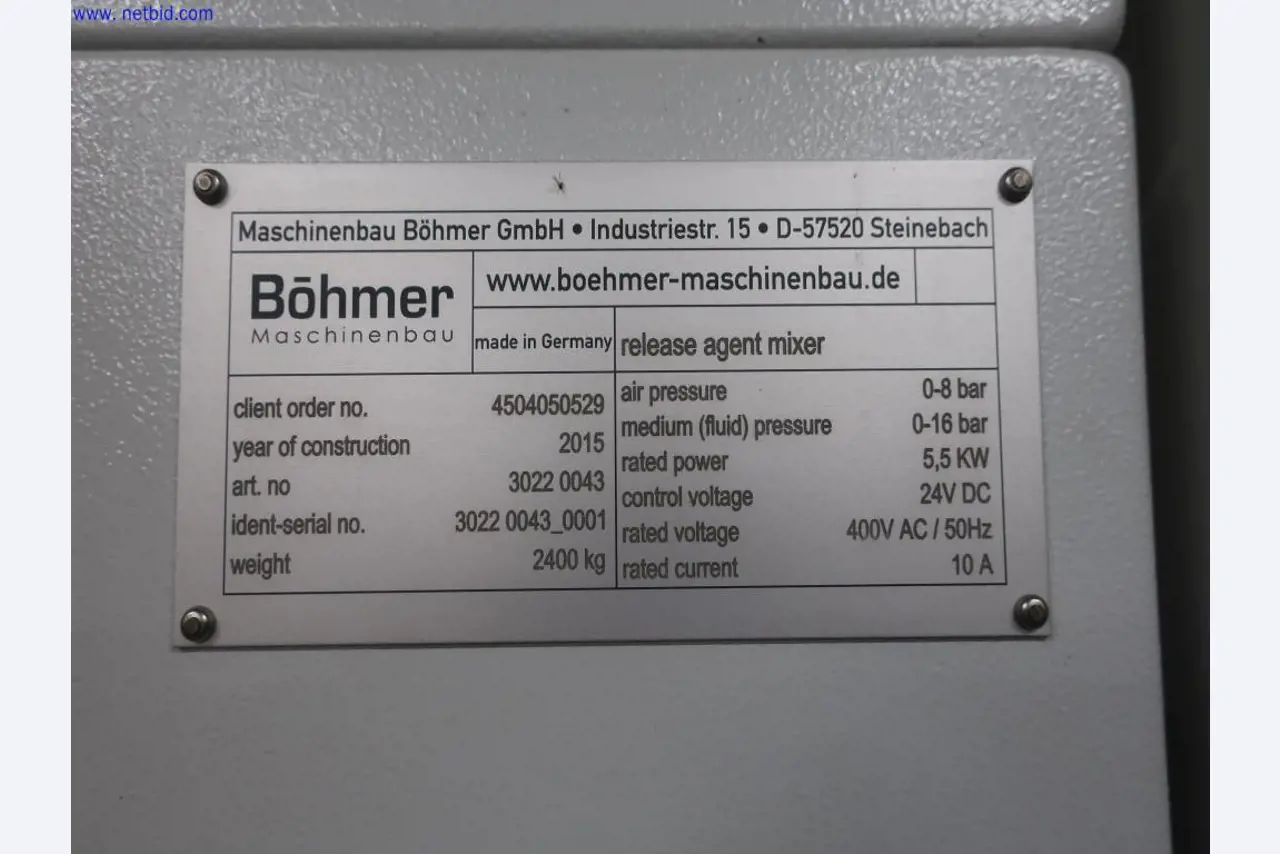 www. netbid.com
Maschinenbau Böhmer GmbH • Industriestr. 15 • D-57520 Steinebach
Böhmer
Maschinenbau
www.boehmer-maschinenbau.de
made in Germany
release agent mixer
client order no. 4504050529
year of construction 2015
art. no 3022 0043
ident-serial no. 3022 0043_0001
weight 2400 kg
air pressure 0-8 bar
medium (fluid) pressure 0-16 bar
rated power 5,5 KW
control voltage 24V DC
rated voltage 400V AC / 50Hz
rated current 10 A